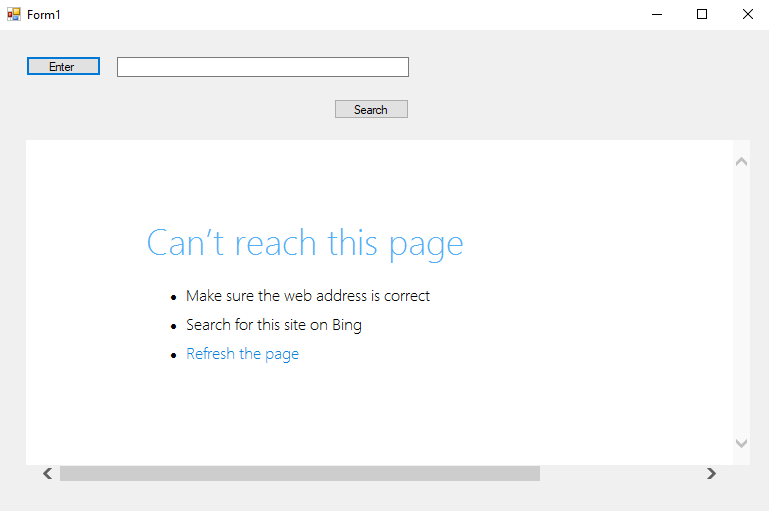 Form1
Enter
Search
Can't reach this page
Make sure the web address is correct
Search for this site on Bing
Refresh the page